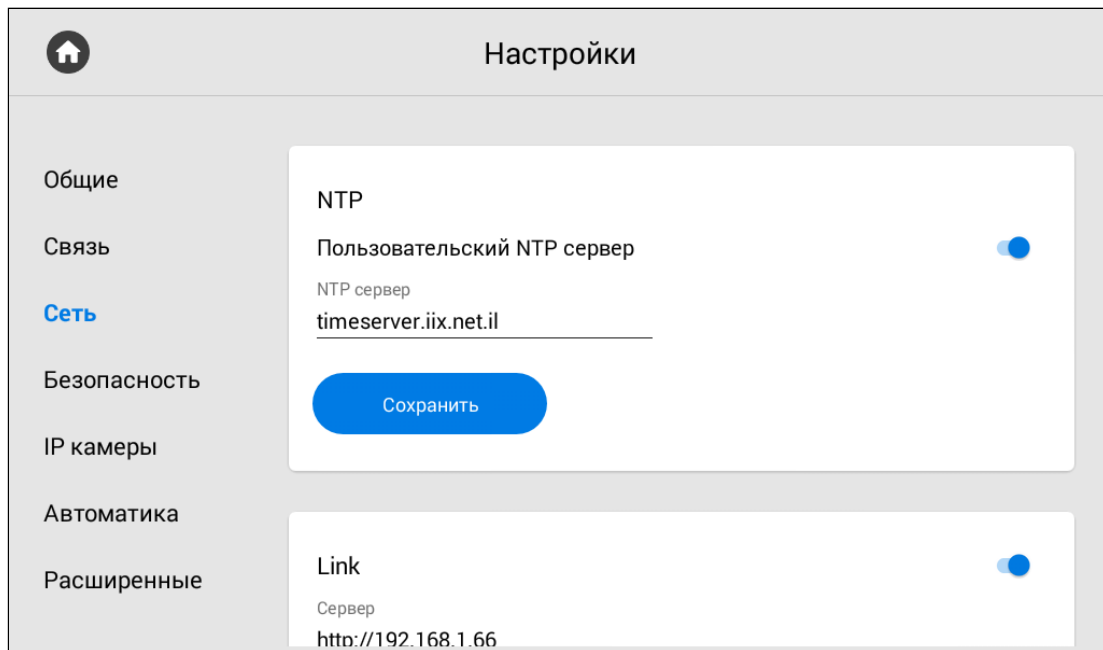 Настройки
Общие
Связь
Сеть
Безопасность
IP камеры
Автоматика
Расширенные
NTP
Пользовательский NTP сервер
NTP сервер
timeserver.iix.net.il
Сохранить
Link
Сервер
http://192.168.1.66